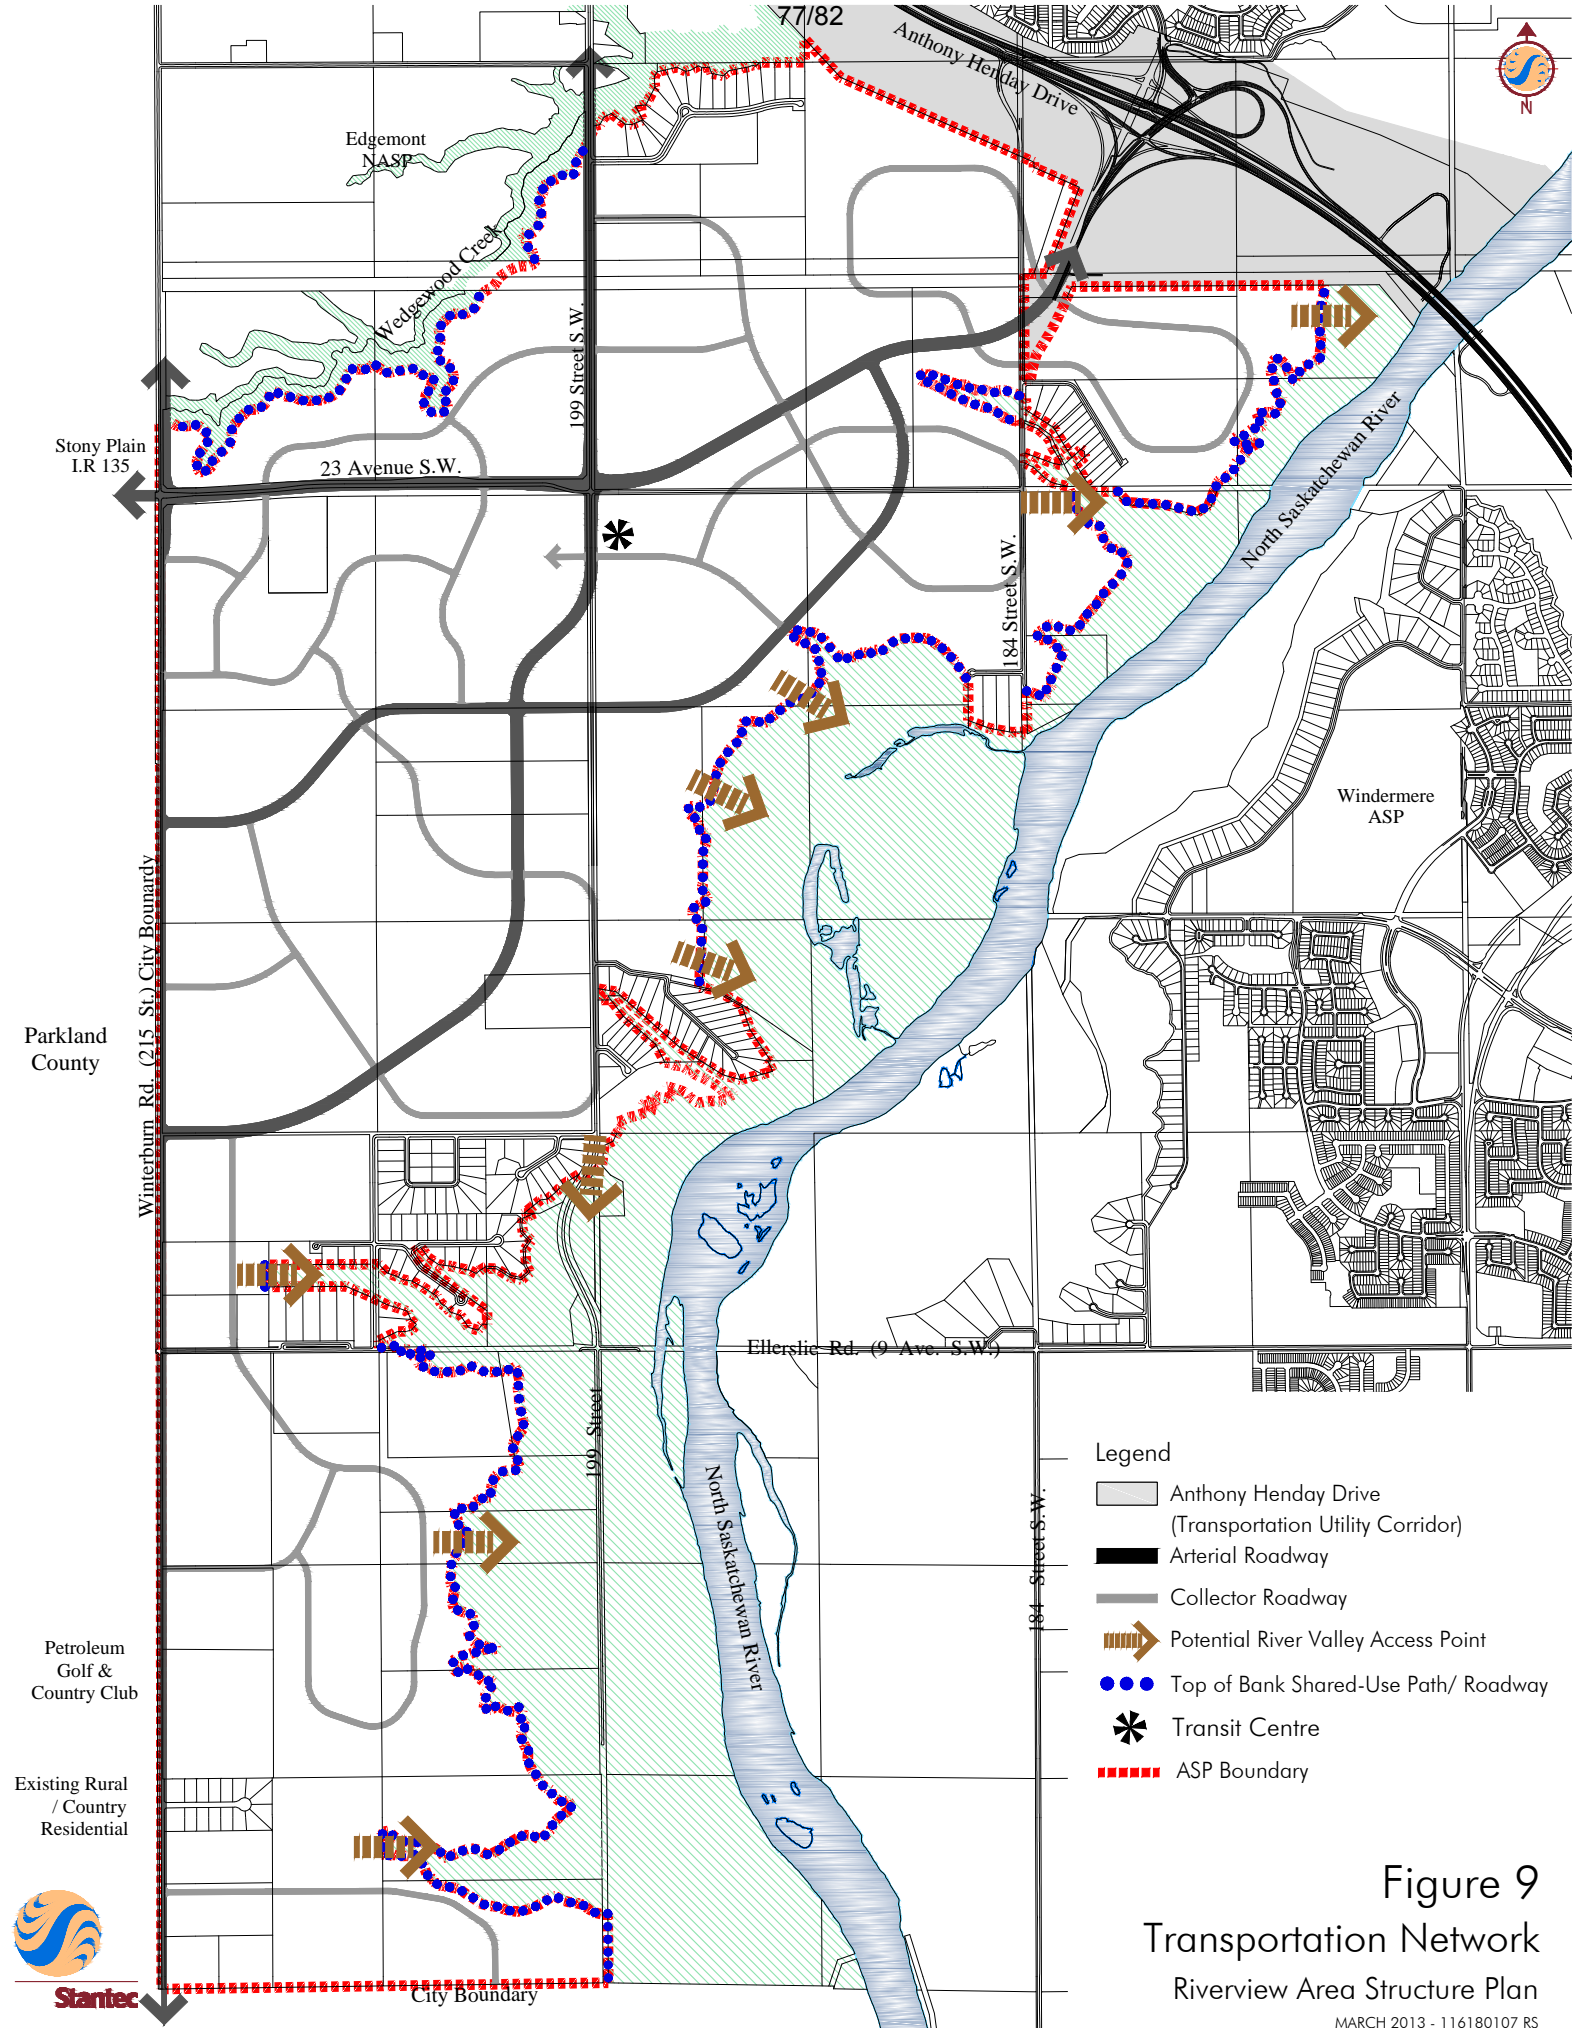 77/82
Anthony Henday Drive
N
Edgemont
NASP
Wedgewood Creek
199 Street S.W.
Stony Plain
I.R 135
23 Avenue S.W.
North Saskatchewan River
184 Street S.W.
Windermere
ASP
Winterburn Rd. (215 St.) City Bounardy
Parkland
County
Ellerslie Rd. (9 Ave. S.W.)
199 Street
North Saskatchewan River
184 Street S.W.
Petroleum
Golf &
Country Club
Existing Rural
/ Country
Residential
City Boundary
Stantec
Legend
Anthony Henday Drive
(Transportation Utility Corridor)
Arterial Roadway
Collector Roadway
Potential River Valley Access Point
Top of Bank Shared-Use Path/ Roadway
Transit Centre
ASP Boundary
Figure 9
Transportation Network
Riverview Area Structure Plan
MARCH 2013 - 116180107 RS